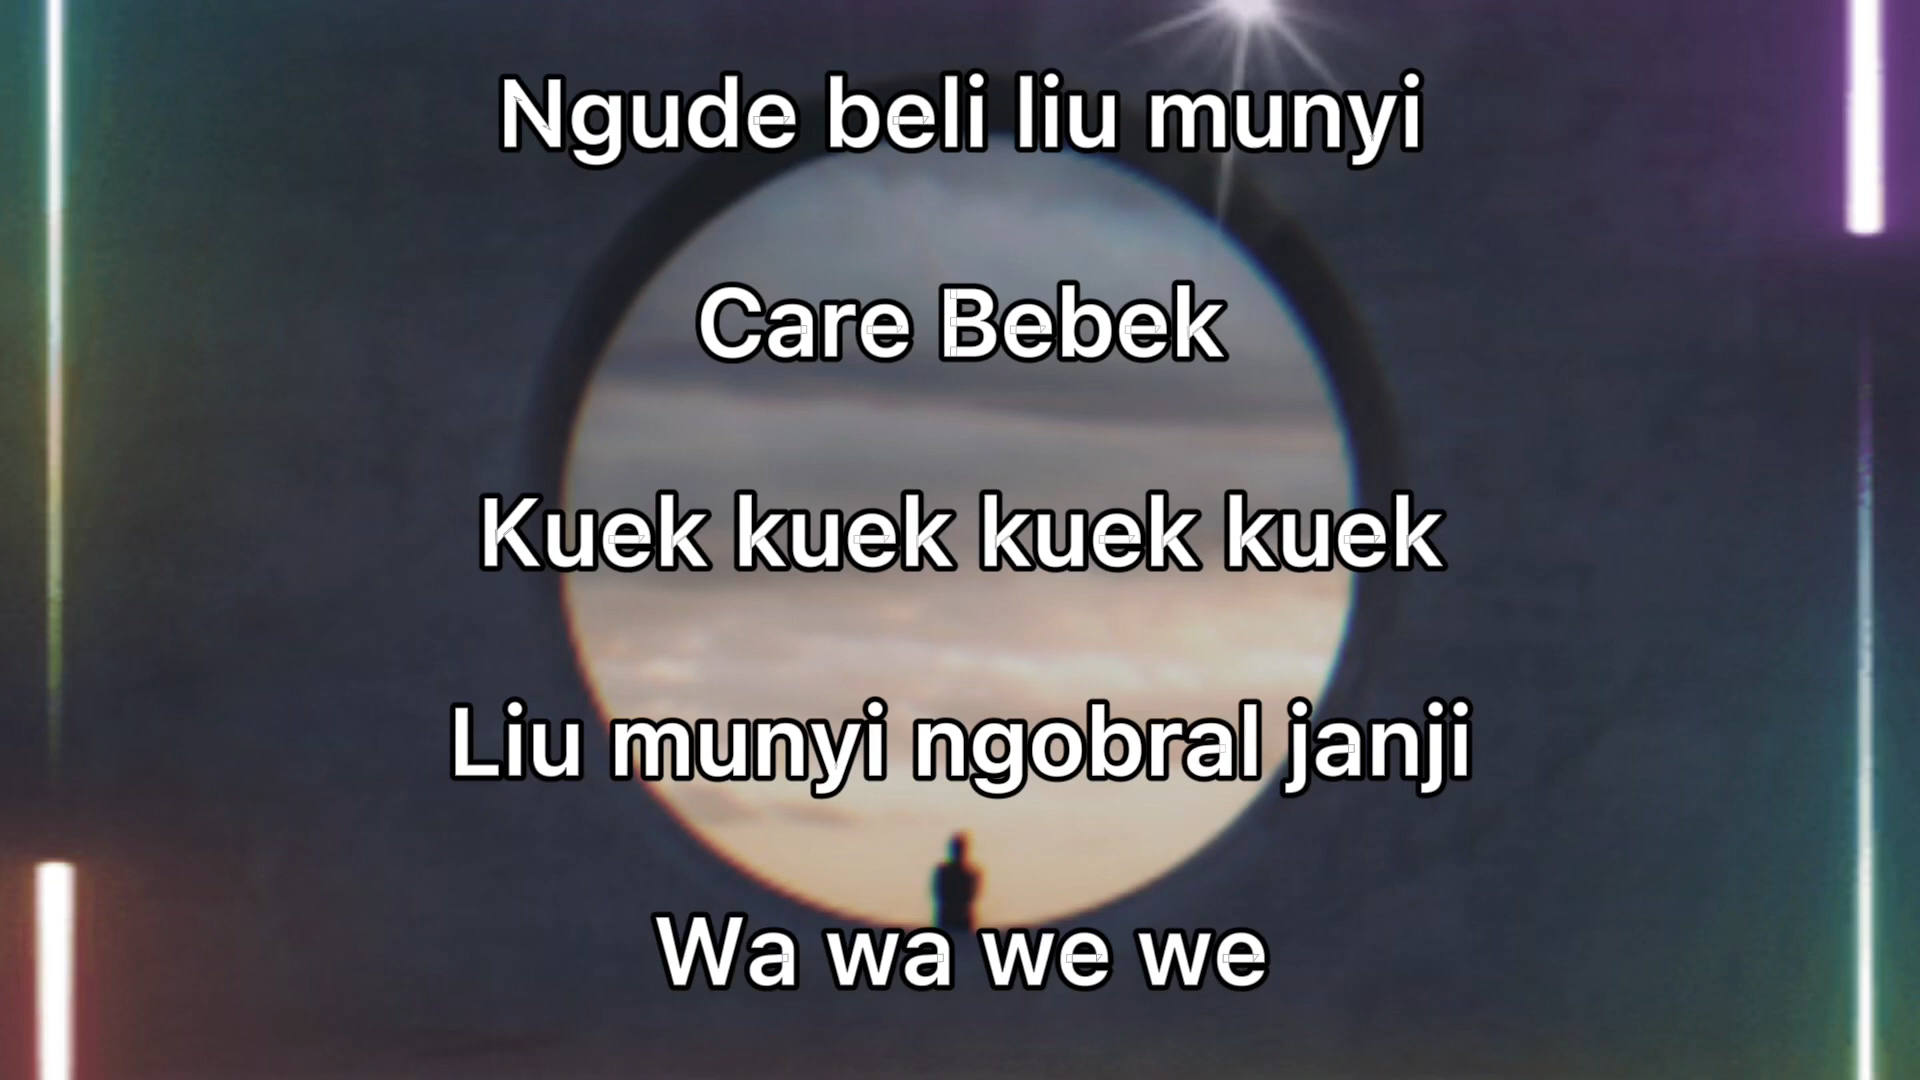 Ngude beli liu munyi
Care Bebek
Kuek kuek kuek kuek
Liu munyi ngobral janji
Wa wa we we